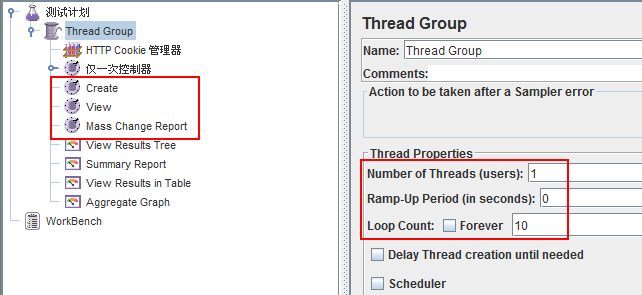 测试计划
Thread Group
HTTP Cookie 管理器
仅一次控制器
Create
View
Mass Change Report
View Results Tree
Summary Report
View Results in Table
Aggregate Graph
WorkBench
Thread Group
Name: Thread Group
Comments:
Action to be taken after a Sampler error
Thread Properties
Number of Threads (users): 1
Ramp-Up Period (in seconds): 0
Loop Count: Forever 10
Delay Thread creation until needed
Scheduler